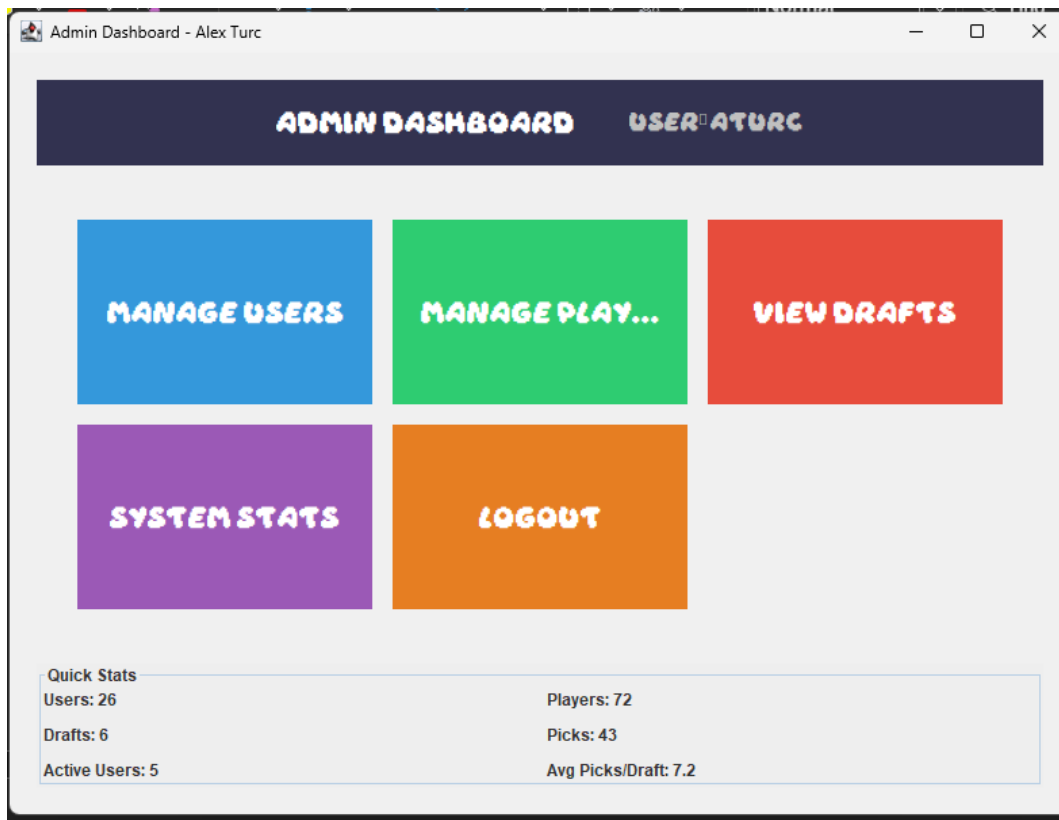 Admin Dashboard - Alex Turc
ADMIN DASHBOARD
USER▯ATURC
MANAGE USERS
MANAGE PLAY...
VIEW DRAFTS
SYSTEM STATS
LOGOUT
Quick Stats
Users: 26
Players: 72
Drafts: 6
Picks: 43
Active Users: 5
Avg Picks/Draft: 7.2